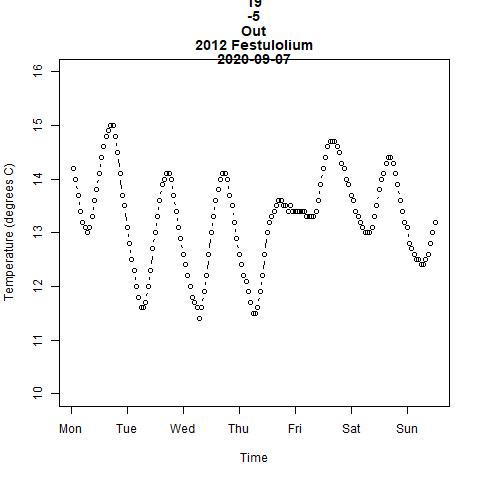 19
-5
Out
2012 Festulolium
2020-09-07
Temperature (degrees C)
16
15
14
13
12
11
10
Mon Tue Wed Thu Fri Sat Sun
Time